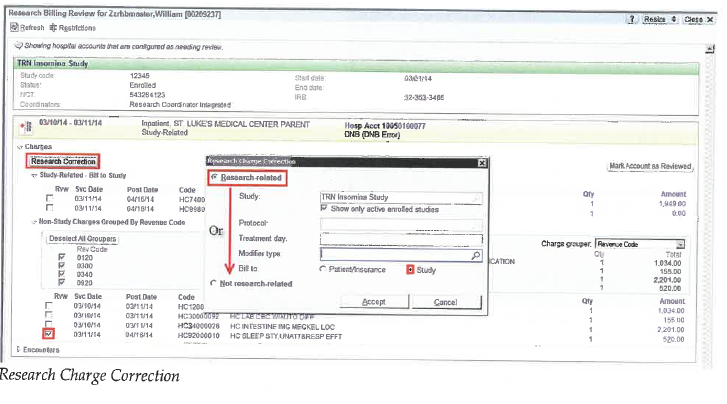 Research Billing Review for Zzrhbmaster,William [00209237]
? Resize Close X
Refresh Restrictions
Showing hospital accounts that are configured as needing review.
TRN Insomina Study
Study code: 12345 Start date: 03/01/14
Status: Enrolled End date:
NCT: 543284123 IRB: 32-353-3466
Coordinators: Research Coordinator Integrated
03/10/14 - 03/11/14 Inpatient, ST. LUKE'S MEDICAL CENTER PARENT Hosp Acct 10050160077
Study-Related DNB (DNB Error)
Charges
Research Correction
Mark Account as Reviewed
Study-Related - Bill to Study
Rvw Svc Date Post Date Code Qty Amount
03/11/14 04/16/14 HC7400 1 1,949.00
03/11/14 04/18/14 HC9980 1 0.00
Non-Study Charges Grouped By Revenue Code
Deselect All Groupers
Charge grouper: Revenue Code
Rev Code Qty Total
0120 1 1,034.00
0300 1 155.00
0340 1 2,201.00
0920 1 520.00
ICATION
Rvw Svc Date Post Date Code Qty Amount
03/10/14 03/11/14 HC1200 1 1,034.00
03/10/14 03/11/14 HC30000092 HC LAB CBC W/AUTO DIFF 1 155.00
03/10/14 03/11/14 HC34000026 HC INTESTINE IMG MECKEL LOC 1 2,201.00
03/11/14 04/16/14 HC92000010 HC SLEEP STY,UNATT&RESP EFFT 1 520.00
Encounters
Research Charge Correction
Research-related
Study: TRN Insomina Study
Show only active enrolled studies
Protocol:
Or
Treatment day:
Modifier type:
Bill to: Patient/Insurance Study
Not research-related
Accept Cancel
Research Charge Correction